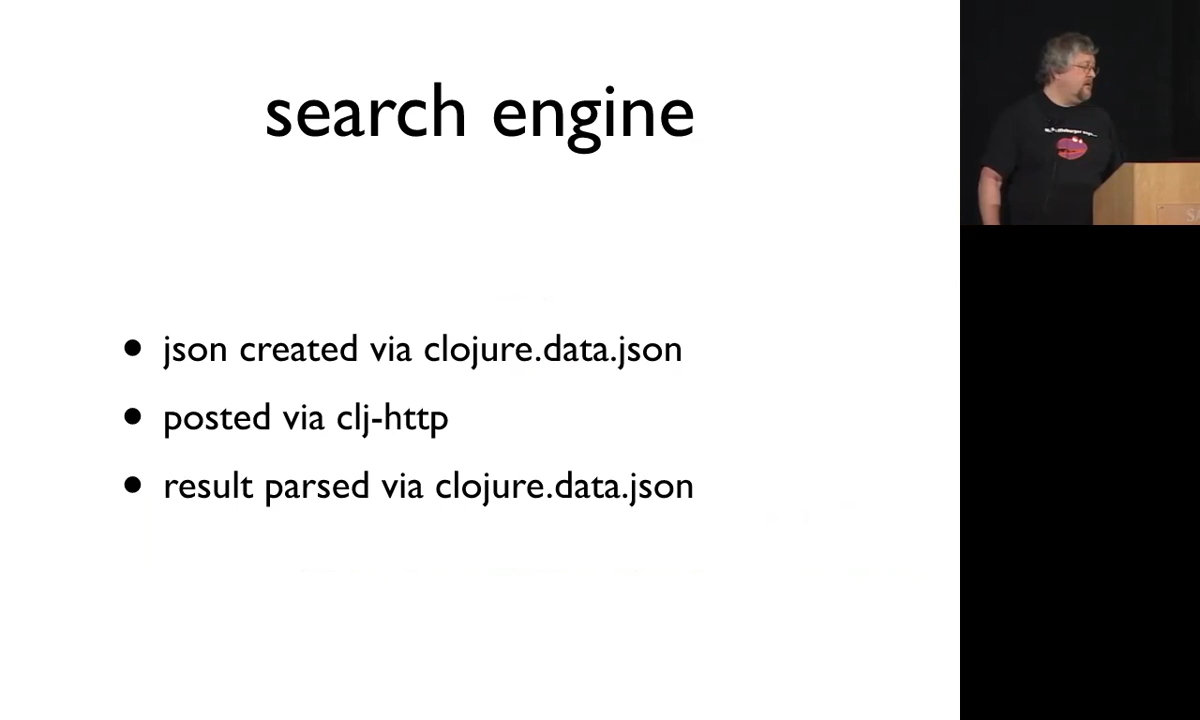 search engine
• json created via clojure.data.json
• posted via clj-http
• result parsed via clojure.data.json